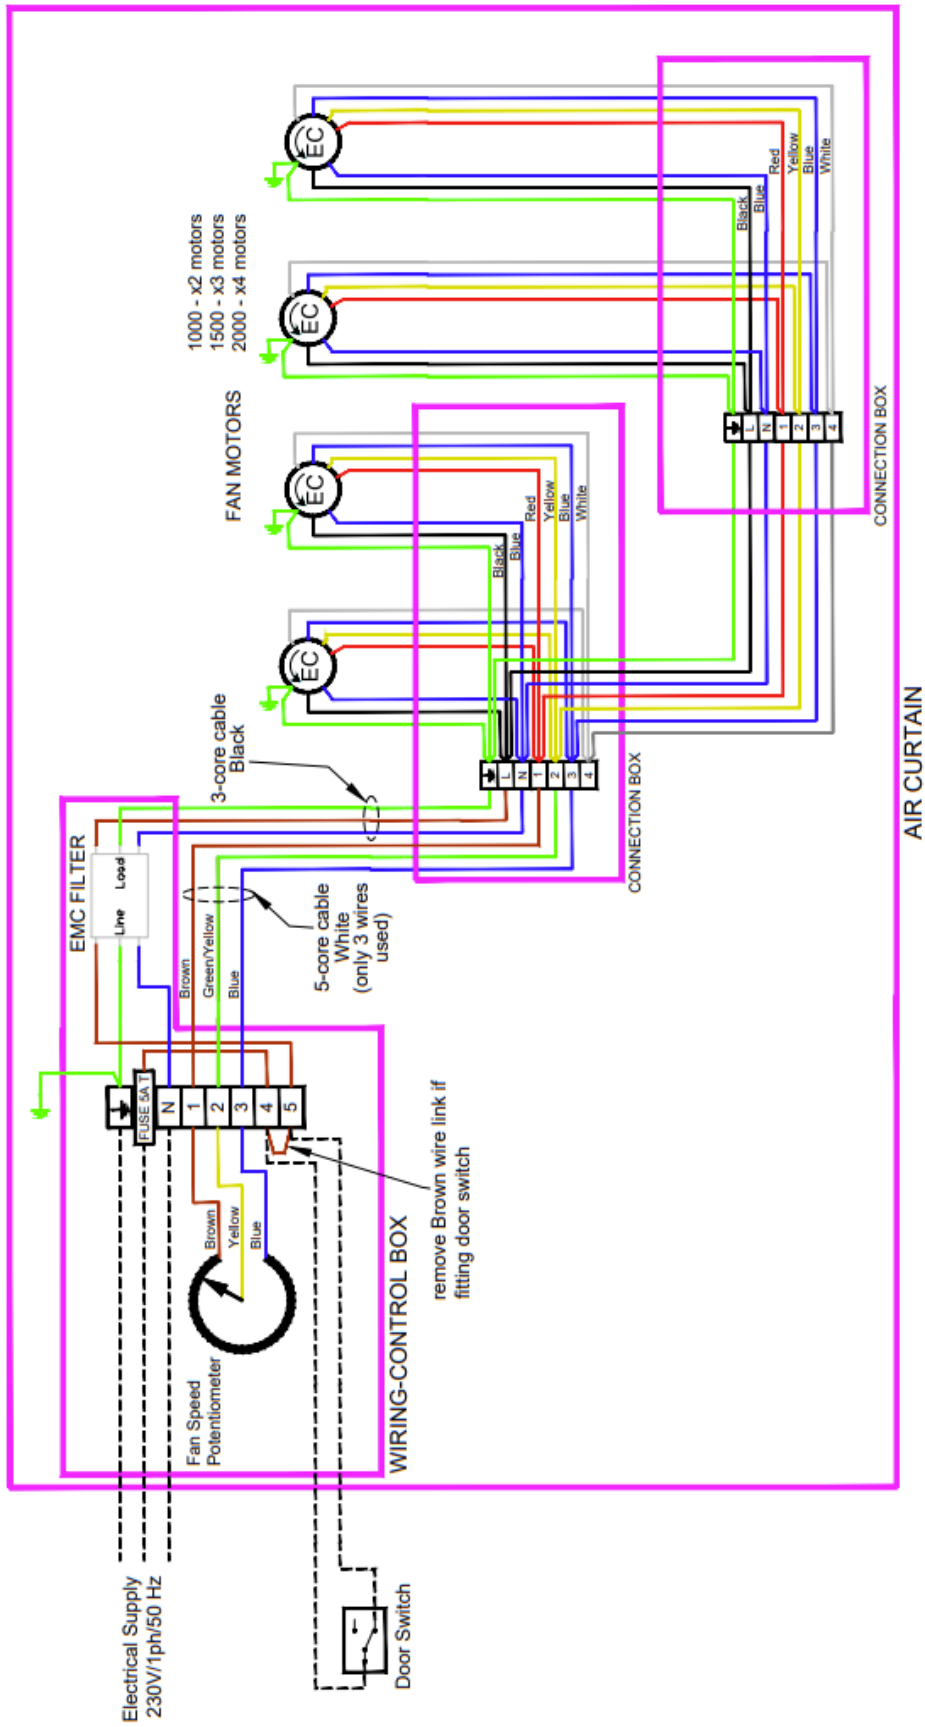 Electrical Supply
230V/1ph/50 Hz
Door Switch
Fan Speed
Potentiometer
WIRING-CONTROL BOX
Brown
Yellow
Blue
remove Brown wire link if
fitting door switch
FUSE 5A T
N
1
2
3
4
5
Brown
Green/Yellow
Blue
EMC FILTER
Line
Load
5-core cable
White
(only 3 wires
used)
3-core cable
Black
FAN MOTORS
1000 - x2 motors
1500 - x3 motors
2000 - x4 motors
EC
EC
EC
EC
L
N
1
2
3
4
CONNECTION BOX
Black
Blue
Red
Yellow
Blue
White
L
N
1
2
3
4
CONNECTION BOX
Black
Blue
Red
Yellow
Blue
White
AIR CURTAIN